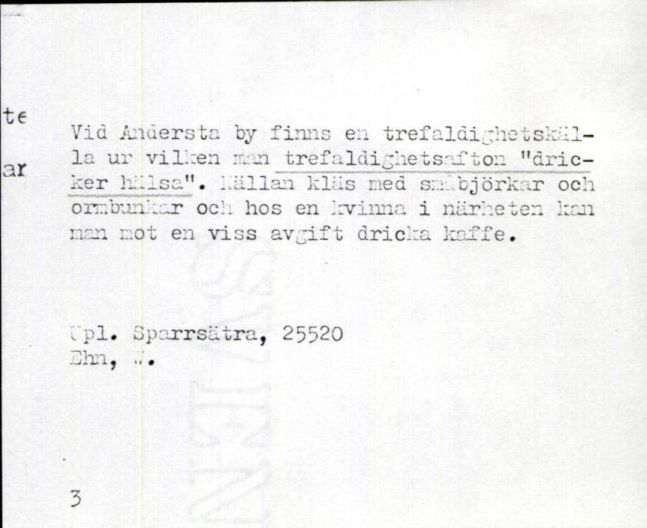 te
ar
Vid Andersta by finns en trefaldighetskäl-
la ur vilken man trefaldighetsafton "dric-
ker hälsa". Källan kläs med småbjörkar och
ormbunkar och hos en kvinna i närheten kan
man mot en viss avgift dricka kaffe.
Upl. Sparrsätra, 25520
Ehn, W.
3
SVEN